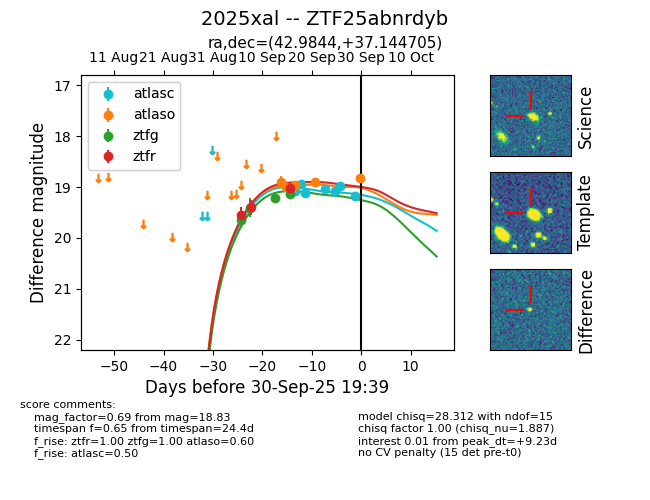 2025xal -- ZTF25abnrdyb
ra,dec=(42.9844,+37.144705)
11 Aug 21 Aug 31 Aug 10 Sep 20 Sep 30 Sep 10 Oct
atlasc
atlaso
ztfg
ztfr
17
18
19
20
21
22
Difference magnitude
−50 −40 −30 −20 −10 0 10
Days before 30-Sep-25 19:39
Science
Template
Difference
score comments:
mag_factor=0.69 from mag=18.83
timespan f=0.65 from timespan=24.4d
f_rise: ztfr=1.00 ztfg=1.00 atlaso=0.60
f_rise: atlasc=0.50
model chisq=28.312 with ndof=15
chisq factor 1.00 (chisq_nu=1.887)
interest 0.01 from peak_dt=+9.23d
no CV penalty (15 det pre-t0)